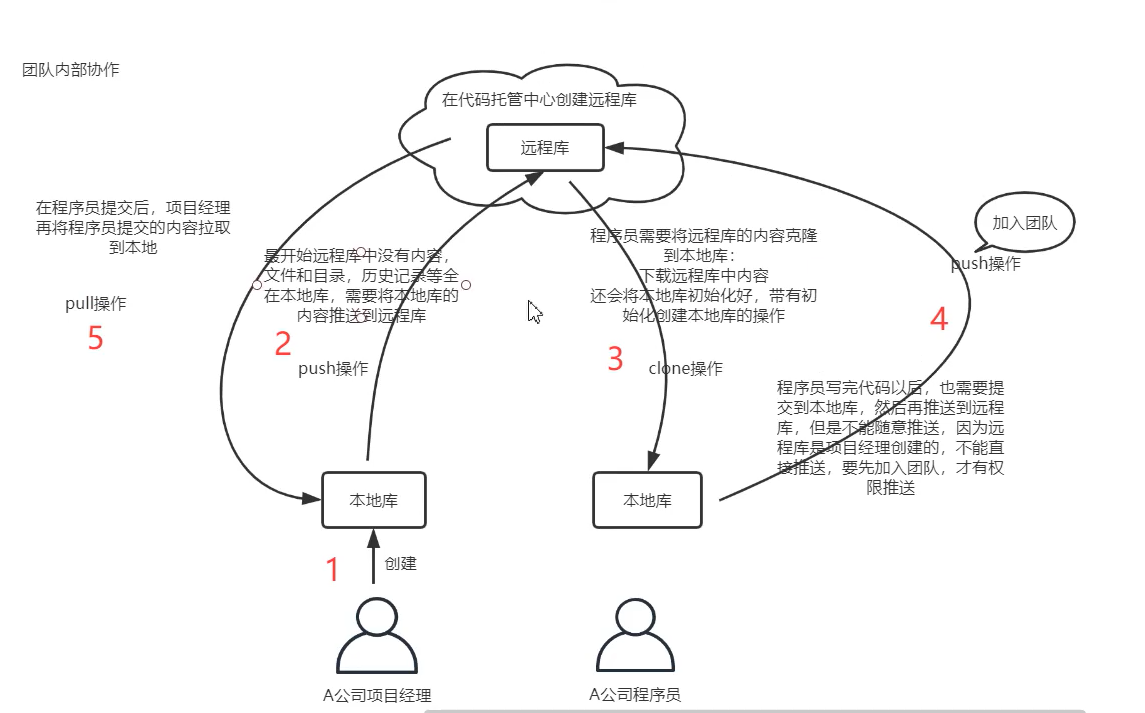 团队内部协作
在代码托管中心创建远程库
远程库
在程序员提交后，项目经理
再将程序员提交的内容拉取
到本地
pull操作
5
最开始远程库中没有内容，
文件和目录，历史记录等全
在本地库，需要将本地库的
内容推送到远程库
2
push操作
程序员需要将远程库的内容克隆
到本地库：
下载远程库中内容
还会将本地库初始化好，带有初
始化创建本地库的操作
3
clone操作
加入团队
push操作
4
程序员写完代码以后，也需要提
交到本地库，然后再推送到远程
库，但是不能随意推送，因为远
程库是项目经理创建的，不能直
接推送，要先加入团队，才有权
限推送
本地库
本地库
1
创建
A公司项目经理
A公司程序员